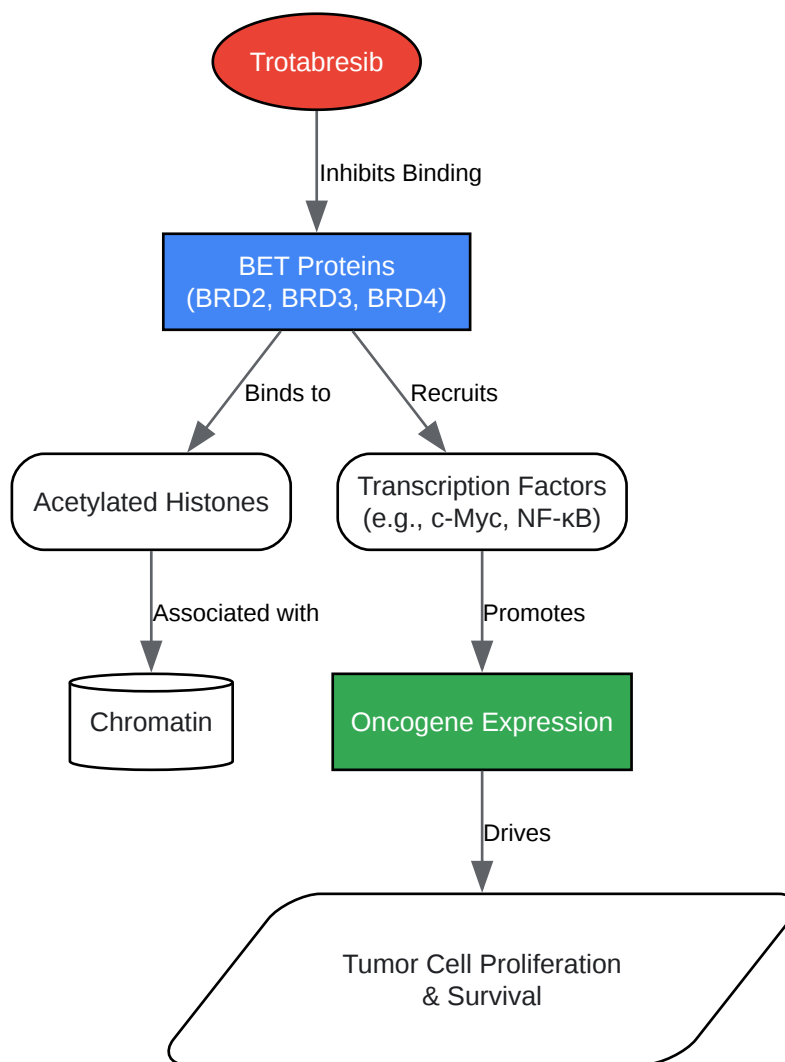 Trotabresib
Inhibits Binding
BET Proteins
(BRD2, BRD3, BRD4)
Binds to
Recruits
Acetylated Histones
Transcription Factors
(e.g., c-Myc, NF-κB)
Associated with
Promotes
Chromatin
Oncogene Expression
Drives
Tumor Cell Proliferation
& Survival